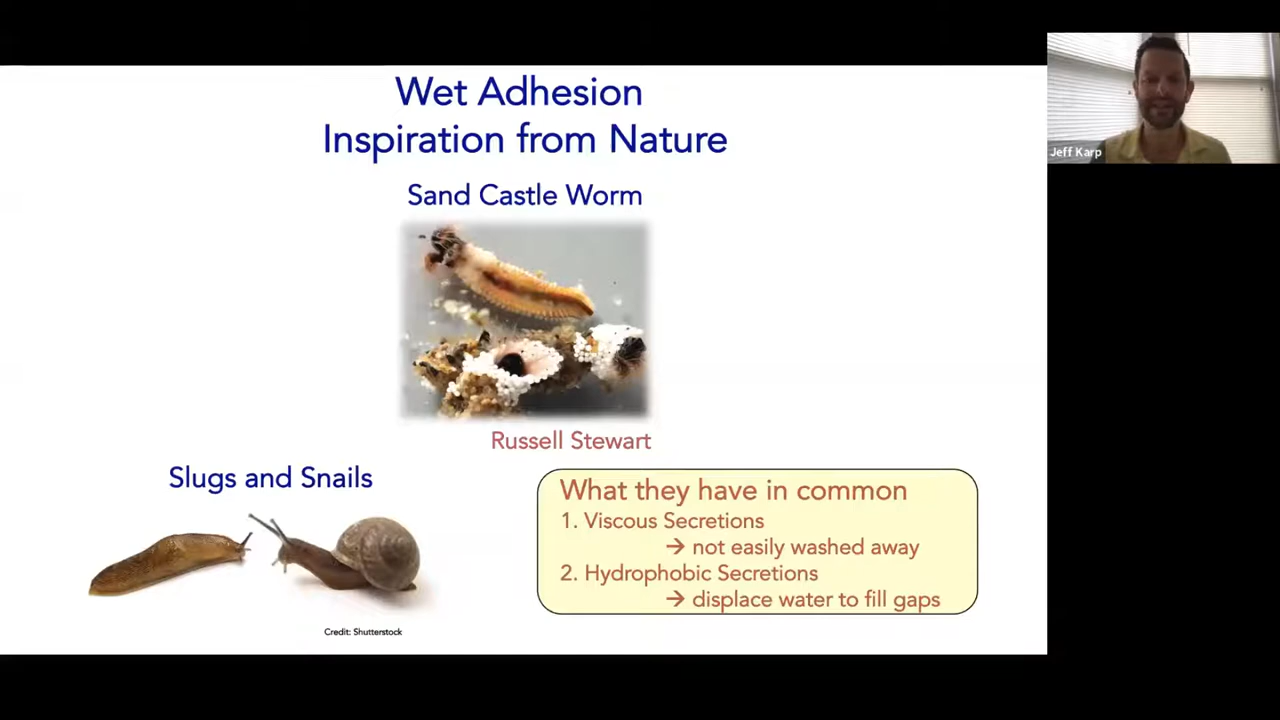 Wet Adhesion
Inspiration from Nature
Jeff Karp
Sand Castle Worm
Russell Stewart
Slugs and Snails
Credit: Shutterstock
What they have in common
1. Viscous Secretions
→ not easily washed away
2. Hydrophobic Secretions
→ displace water to fill gaps